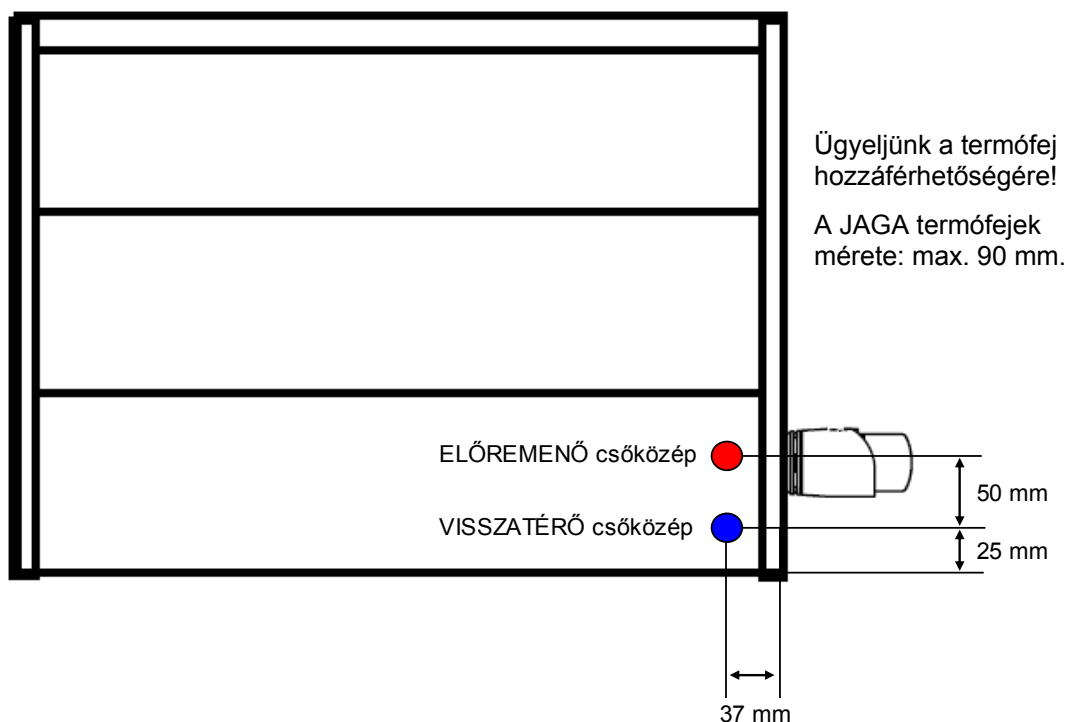 Ügyeljünk a termófej
hozzáférhetőségére!
A JAGA termófejek
mérete: max. 90 mm.
ELŐREMENŐ csőközép
50 mm
VISSZATÉRŐ csőközép
25 mm
37 mm